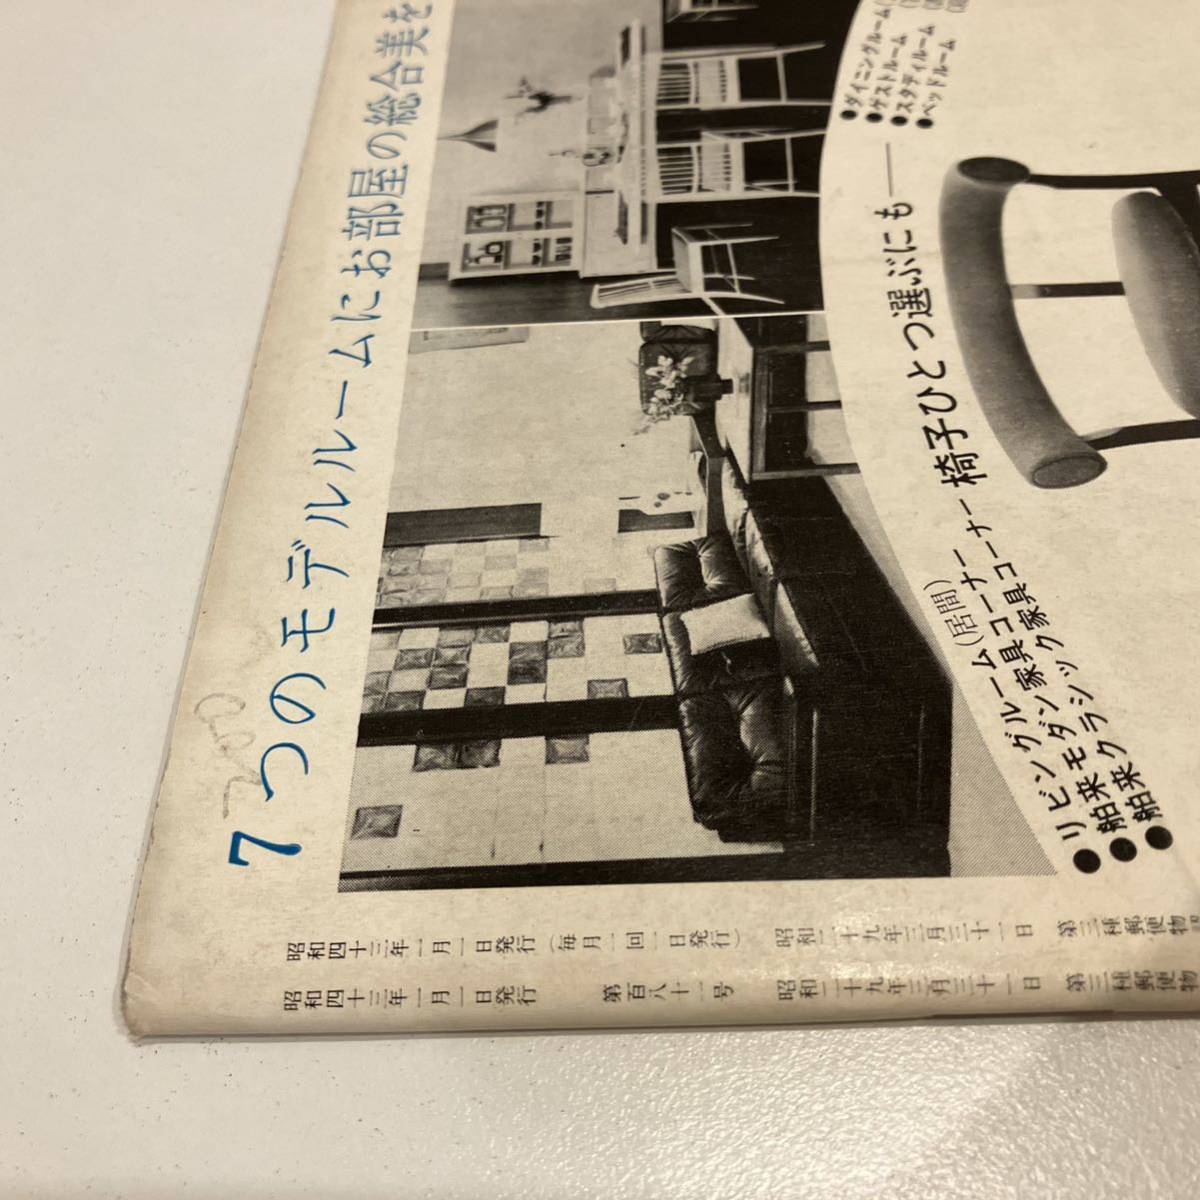 7つのモデルルームにお部屋の総合美を
●ダイニングルーム
●ゲストルーム
●スタディルーム
●ベッドルーム
椅子ひとつ選ぶにも――
●リビングルーム(居間)
●舶来モダン家具コーナー
●舶来クラシック家具コーナー
昭和四十三年一月一日発行(毎月一回一日発行) 昭和二十九年三月三十一日 第三種郵便物
昭和四十三年一月一日発行 第百八十一号 昭和二十九年三月三十一日 第三種郵便物